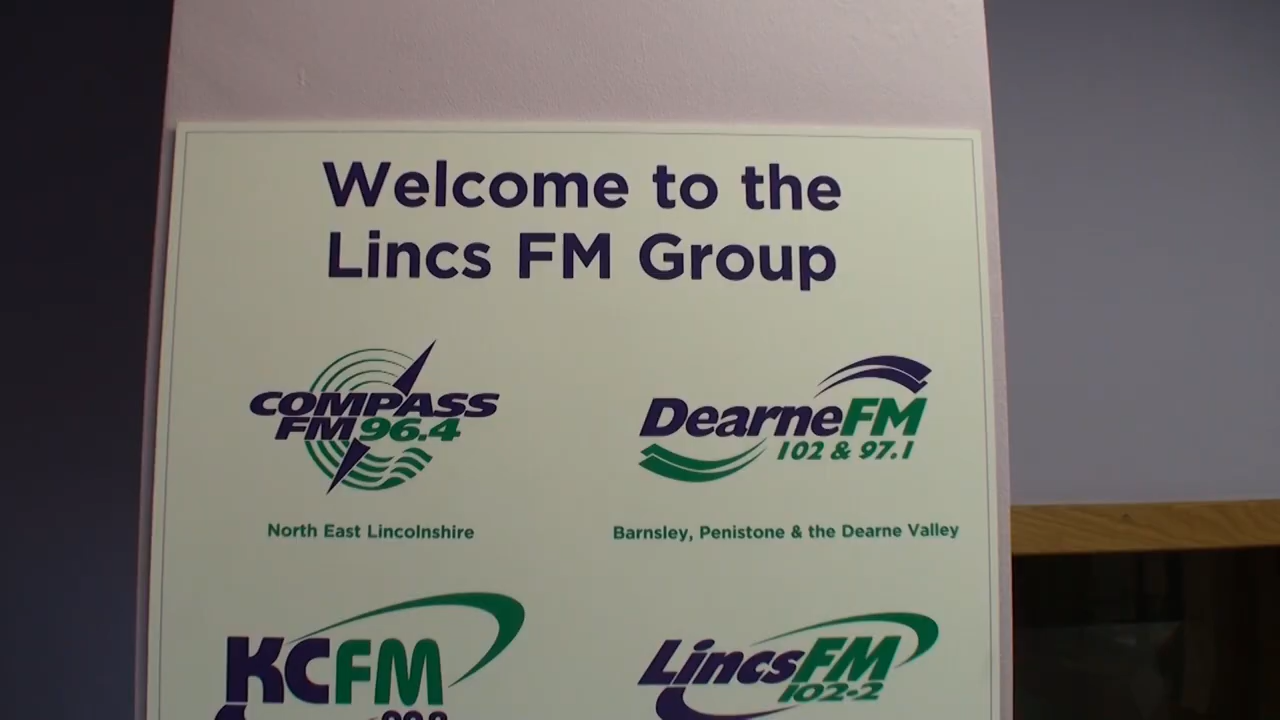 Welcome to the
Lincs FM Group
COMPASS
FM 96.4
North East Lincolnshire
DearneFM
102 & 97.1
Barnsley, Penistone & the Dearne Valley
KCFM
LincsFM
102·2